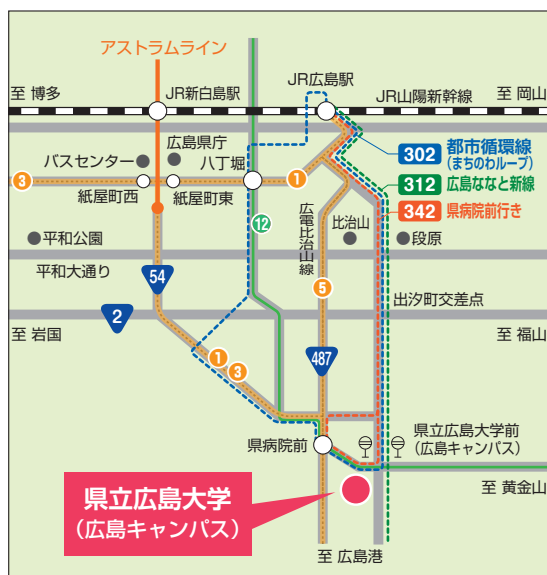 アストラムライン
JR広島駅
至 博多
JR新白島駅
JR山陽新幹線
至 岡山
広島県庁
バスセンター
八丁堀
302 都市循環線
(まちのわループ)
312 広島ななと新線
342 県病院前行き
3
1
紙屋町西
紙屋町東
12
広電比治山線
比治山
平和公園
段原
平和大通り
54
5
出汐町交差点
2
至 岩国
至 福山
487
1
3
県病院前
県立広島大学前
(広島キャンパス)
県立広島大学
(広島キャンパス)
至 黄金山
至 広島港